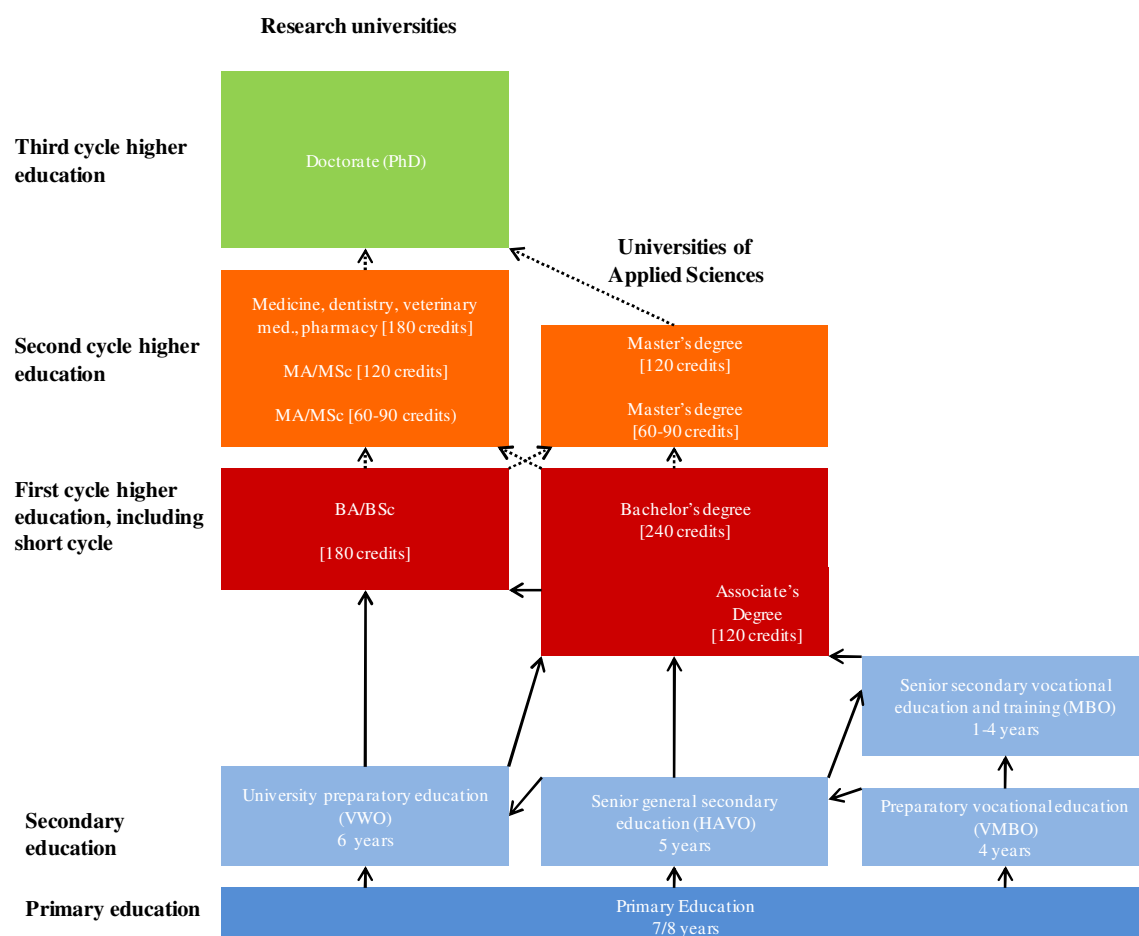 Research universities
Third cycle higher
education
Doctorate (PhD)
Universities of
Applied Sciences
Second cycle higher
education
Medicine, dentistry, veterinary
med., pharmacy [180 credits]
MA/MSc [120 credits]
MA/MSc [60-90 credits)
Master's degree
[120 credits]
Master's degree
[60-90 credits]
First cycle higher
education, including
short cycle
BA/BSc
[180 credits]
Bachelor's degree
[240 credits]
Associate's
Degree
[120 credits]
Senior secondary vocational
education and training (MBO)
1-4 years
Secondary
education
University preparatory education
(VWO)
6 years
Senior general secondary
education (HAVO)
5 years
Preparatory vocational education
(VMBO)
4 years
Primary education
Primary Education
7/8 years